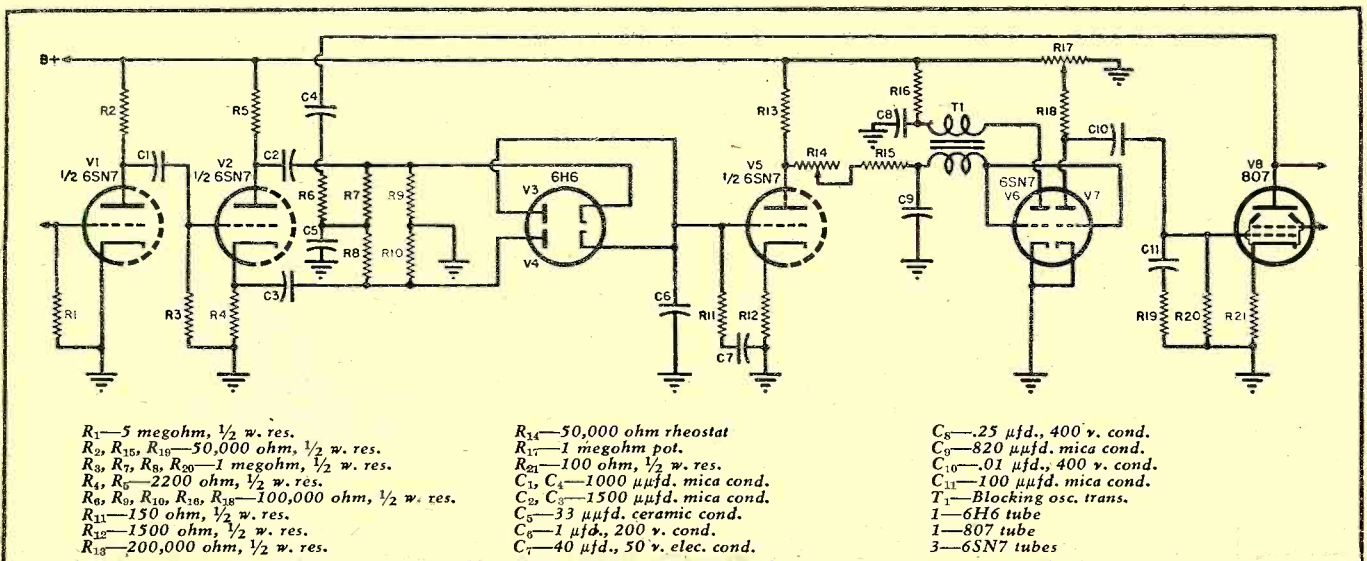 B+
R17
R2
R5
C4
R13
R16
T1
R18
C8
C10
V1
1/2 6SN7
C1
V2
1/2 6SN7
C2
R6
R7
R9
V3
6H6
V5
1/2 6SN7
R14
R15
6SN7
V6
V7
V8
807
C9
C5
R8
R10
V4
C11
R1
R3
R4
C3
C6
R11
R12
C7
R19
R20
R21
R₁—5 megohm, ½ w. res.
R₂, R₁₅, R₁₉—50,000 ohm, ½ w. res.
R₃, R₇, R₈, R₂₀—1 megohm, ½ w. res.
R₄, R₅—2200 ohm, ½ w. res.
R₆, R₉, R₁₀, R₁₆, R₁₈—100,000 ohm, ½ w. res.
R₁₁—150 ohm, ½ w. res.
R₁₂—1500 ohm, ½ w. res.
R₁₃—200,000 ohm, ½ w. res.
R₁₄—50,000 ohm rheostat
R₁₇—1 megohm pot.
R₂₁—100 ohm, ½ w. res.
C₁, C₄—1000 μμfd. mica cond.
C₂, C₃—1500 μμfd. mica cond.
C₅—33 μμfd. ceramic cond.
C₆—1 μfd., 200 v. cond.
C₇—40 μfd., 50 v. elec. cond.
C₈—.25 μfd., 400 v. cond.
C₉—820 μμfd. mica cond.
C₁₀—.01 μfd., 400 v. cond.
C₁₁—100 μμfd. mica cond.
T₁—Blocking osc. trans.
1—6H6 tube
1—807 tube
3—6SN7 tubes